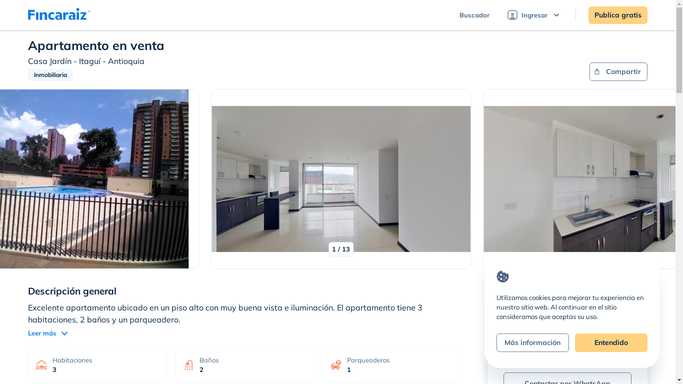 Fincaraiz
Buscador
Ingresar
Publica gratis
Apartamento en venta
Casa Jardín - Itaguí - Antioquia
Inmobiliaria
Compartir
1 / 13
Descripción general
Excelente apartamento ubicado en un piso alto con muy buena vista e iluminación. El apartamento tiene 3
habitaciones, 2 baños y un parqueadero.
Leer más
Habitaciones
3
Baños
2
Parqueaderos
1
Utilizamos cookies para mejorar tu experiencia en
nuestro sitio web. Al continuar en el sitio
consideramos que aceptas su uso.
Más información
Entendido
Contactar por WhatsApp